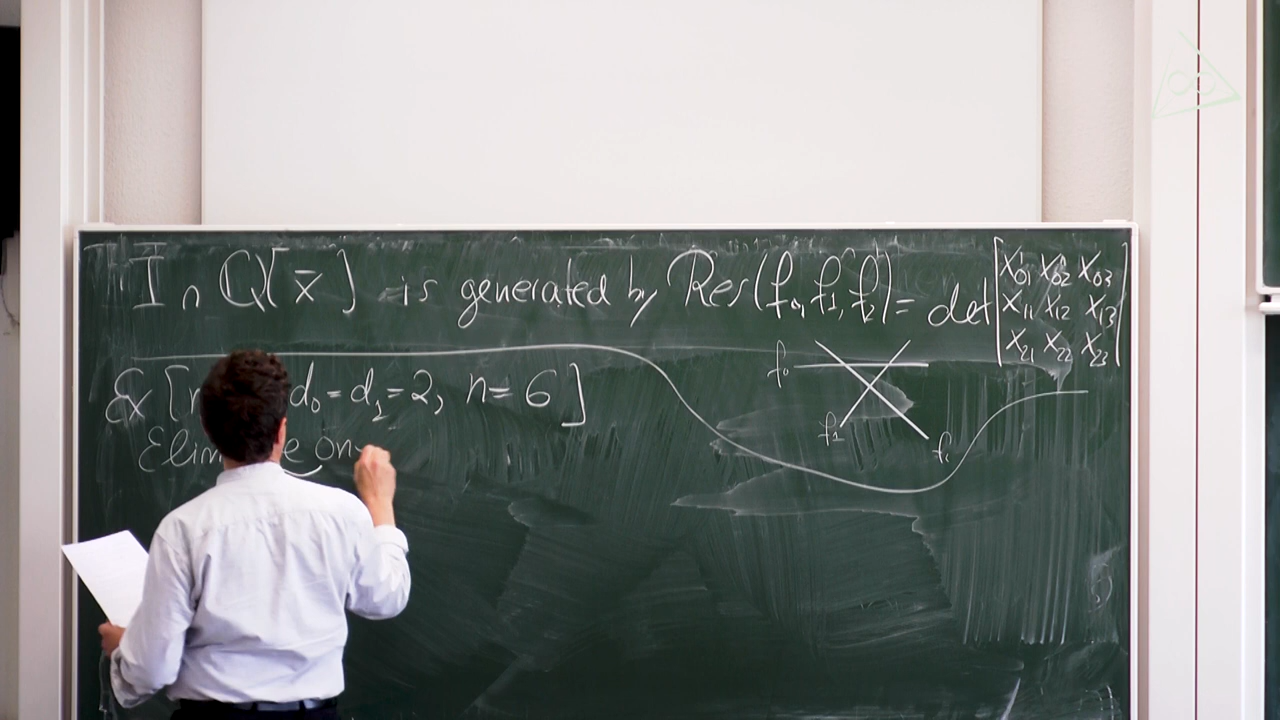 I ∩ ℚ[x̄] is generated by Res(f₀, f₁, f₂) = det |x₀₁ x₀₂ x₀₃
x₁₁ x₁₂ x₁₃
x₂₁ x₂₂ x₂₃|
f₀
f₂
f₁
Ex [ d₀ = d₁ = 2, n = 6 ]